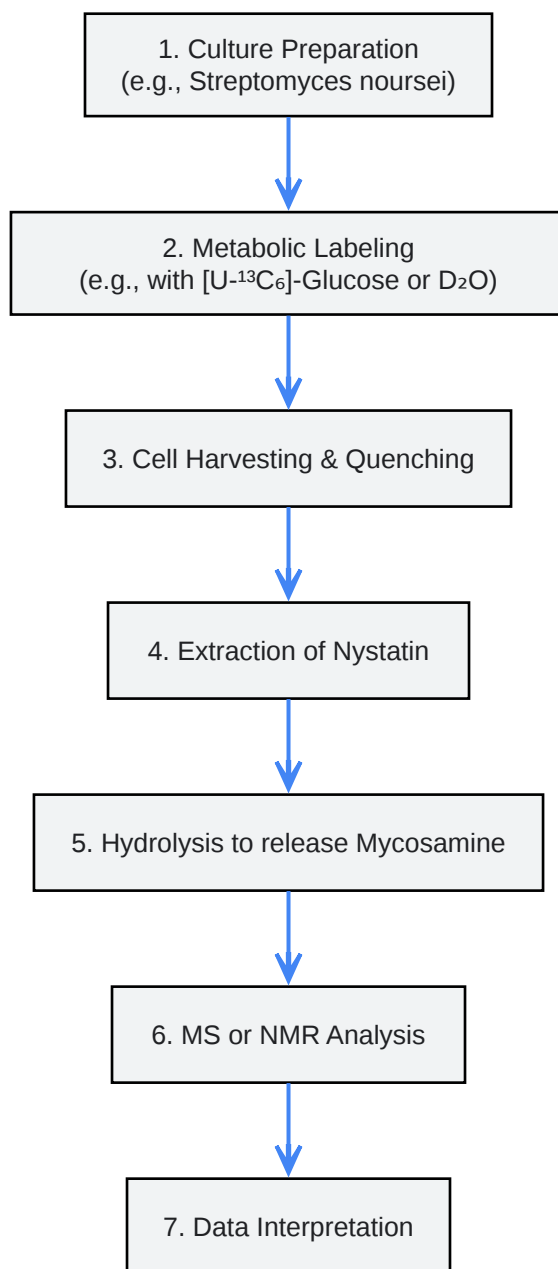 1. Culture Preparation
(e.g., Streptomyces noursei)
2. Metabolic Labeling
(e.g., with [U-¹³C₆]-Glucose or D₂O)
3. Cell Harvesting & Quenching
4. Extraction of Nystatin
5. Hydrolysis to release Mycosamine
6. MS or NMR Analysis
7. Data Interpretation